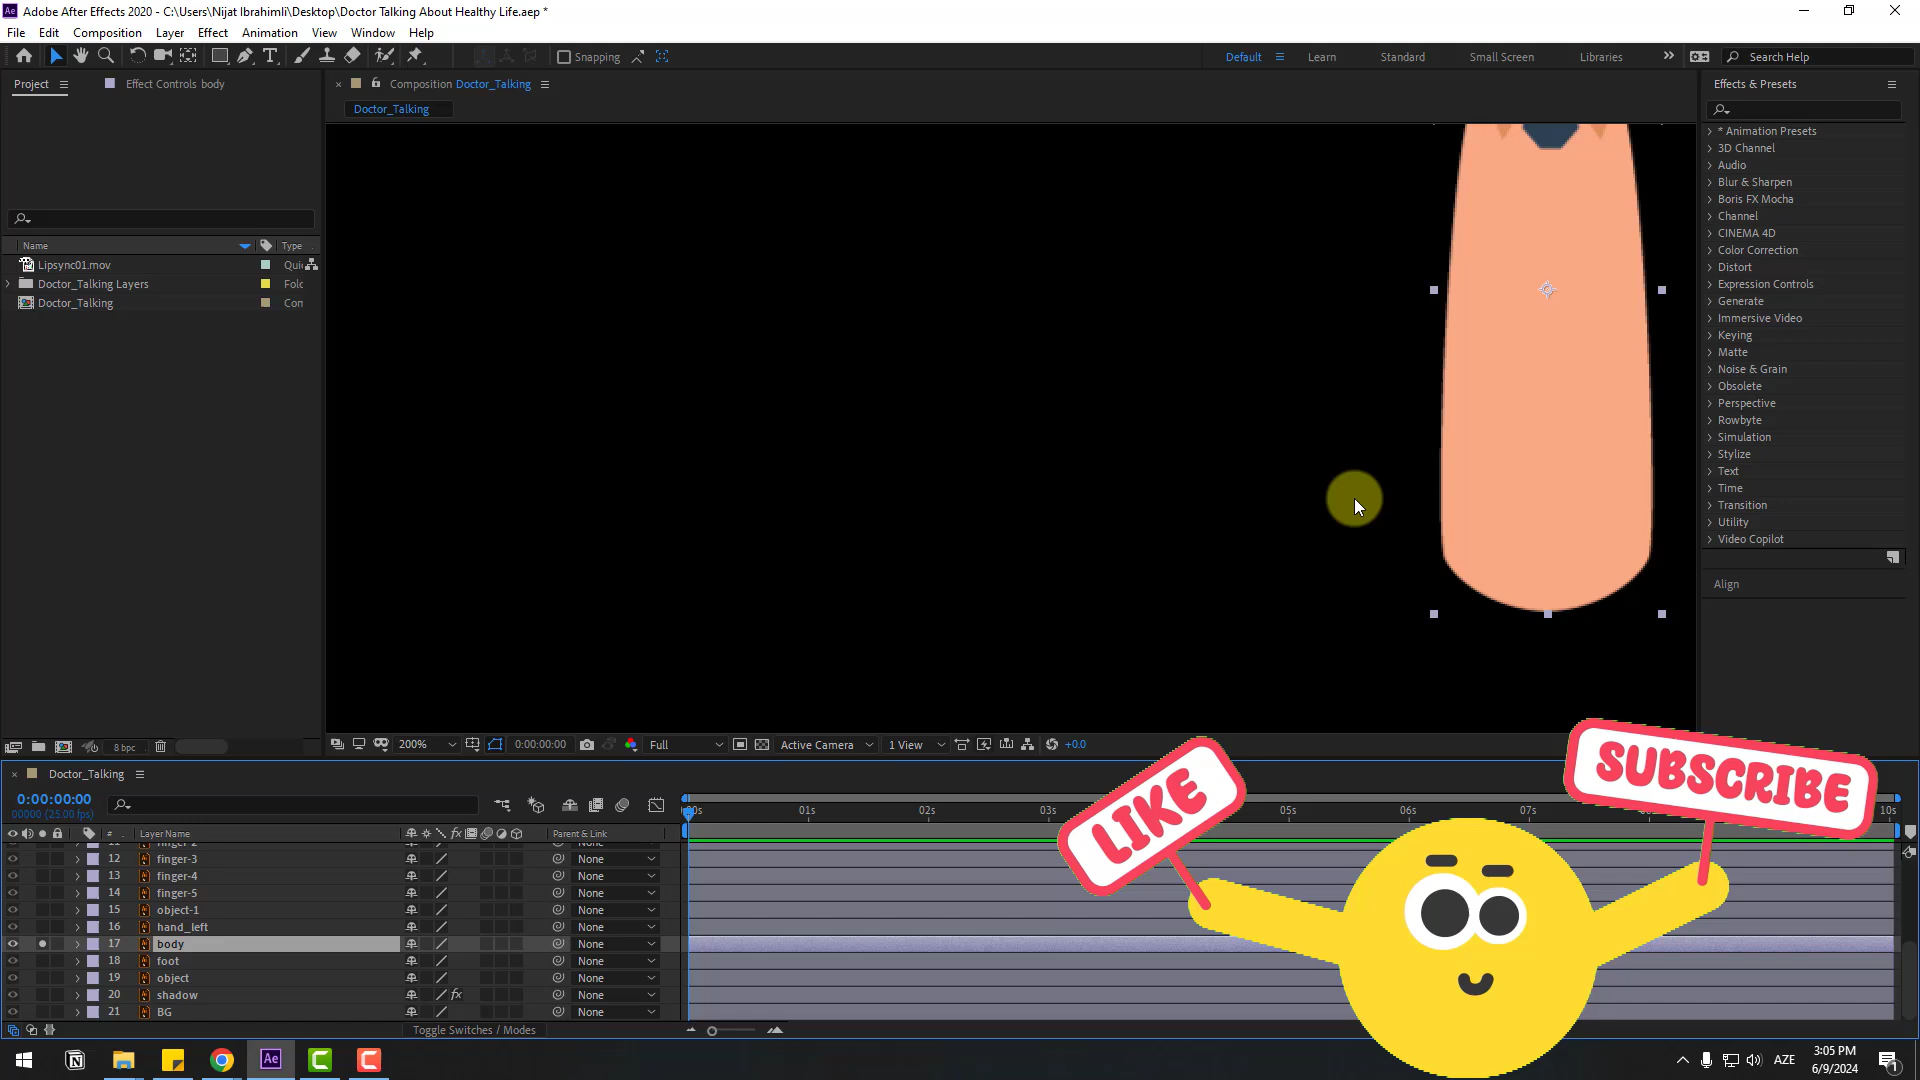 Adobe After Effects 2020 - C:\Users\Nijat Ibrahimli\Desktop\Doctor Talking About Healthy Life.aep *
File Edit Composition Layer Effect Animation View Window Help
Snapping Default Learn Standard Small Screen Libraries Search Help
Project Effect Controls body Composition Doctor_Talking Effects & Presets
Doctor_Talking
* Animation Presets
3D Channel
Audio
Blur & Sharpen
Boris FX Mocha
Channel
CINEMA 4D
Color Correction
Distort
Expression Controls
Generate
Immersive Video
Keying
Matte
Noise & Grain
Obsolete
Perspective
Rowbyte
Simulation
Stylize
Text
Time
Transition
Utility
Video Copilot
Align
Name Type
Lipsync01.mov Quic
Doctor_Talking Layers Folc
Doctor_Talking Con
8 bpc
200% 0:00:00:00 Full Active Camera 1 View +0.0
Doctor_Talking
0:00:00:00
00000 (25.00 fps)
01s 02s 03s 05s 06s 07s 10s
# Layer Name fx Parent & Link
12 finger-3 None
13 finger-4 None
14 finger-5 None
15 object-1 None
16 hand_left None
17 body None
18 foot None
19 object None
20 shadow fx None
21 BG None
Toggle Switches / Modes
LIKE
SUBSCRIBE
Ae
AZE
3:05 PM
6/9/2024
1